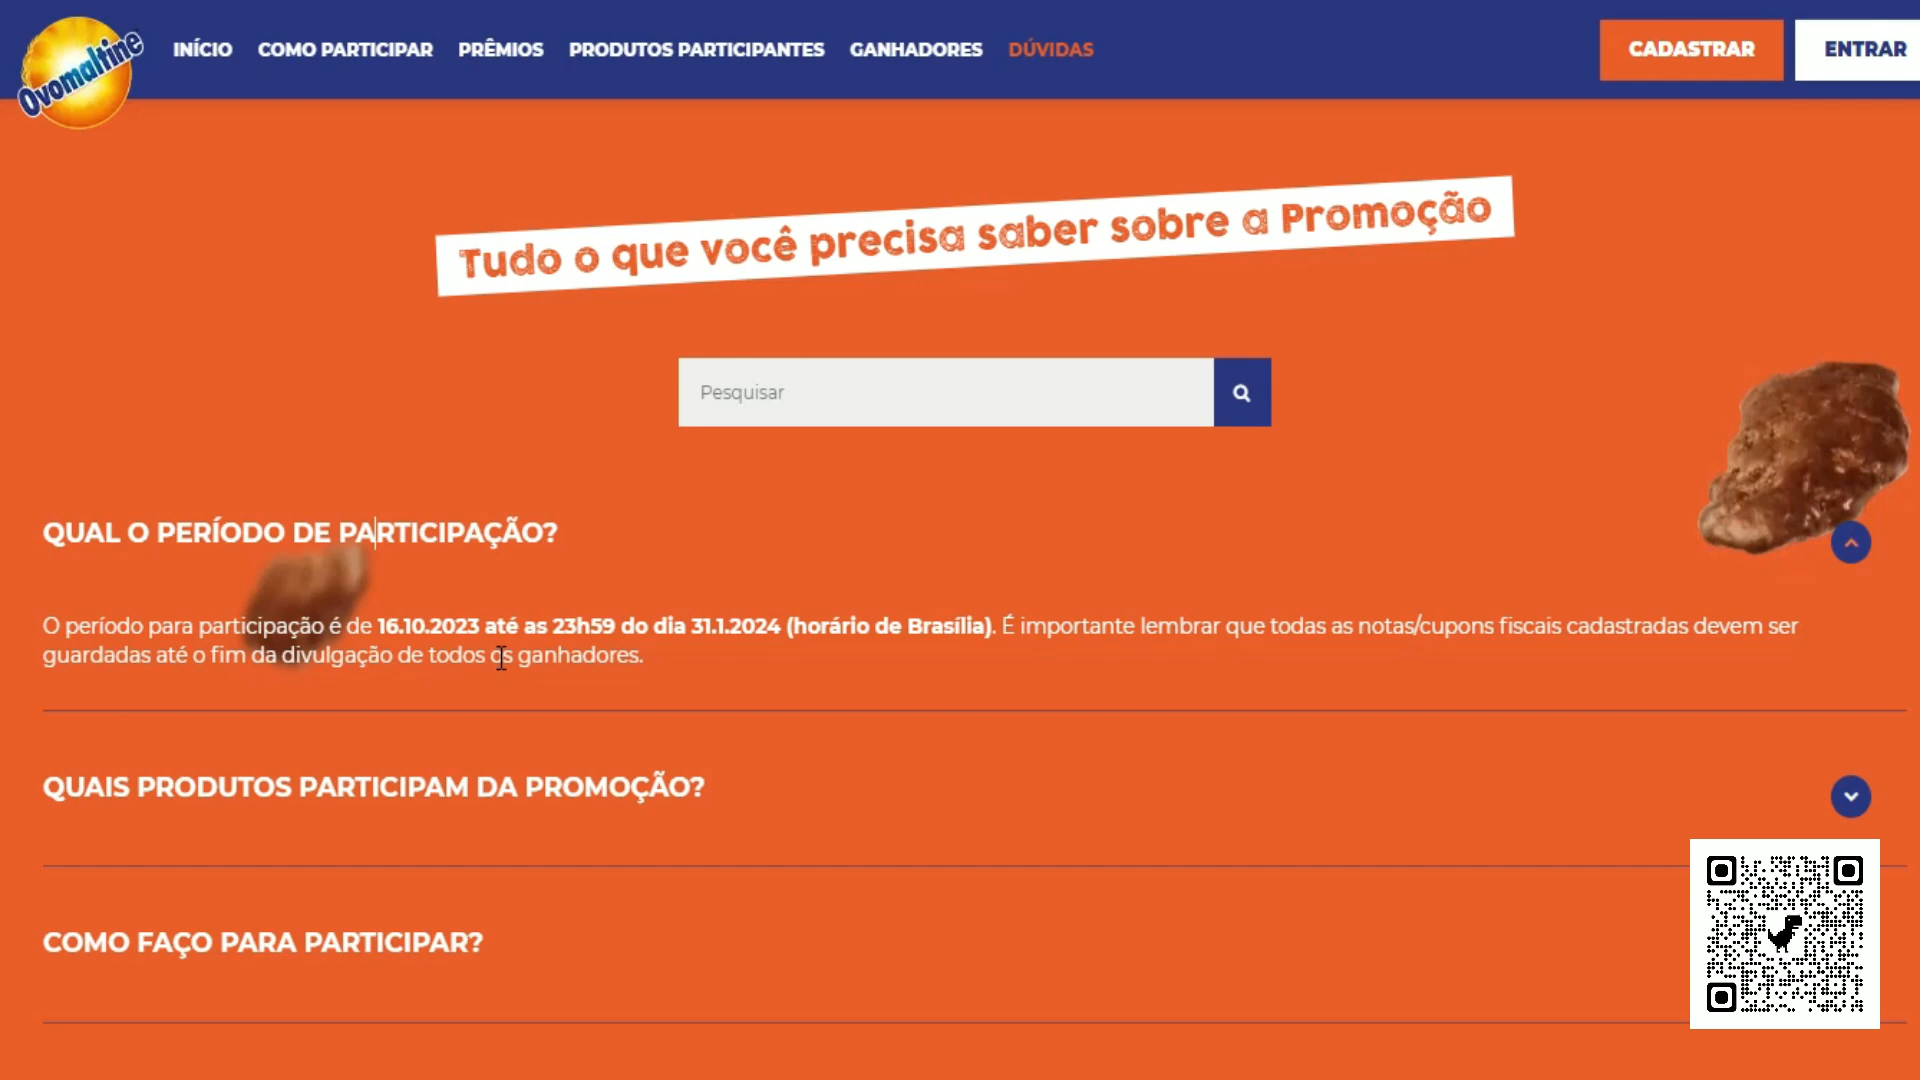 Ovomaltine
INÍCIO COMO PARTICIPAR PRÊMIOS PRODUTOS PARTICIPANTES GANHADORES DÚVIDAS CADASTRAR ENTRAR
Tudo o que você precisa saber sobre a Promoção
Pesquisar
QUAL O PERÍODO DE PARTICIPAÇÃO?
O período para participação é de 16.10.2023 até as 23h59 do dia 31.1.2024 (horário de Brasília). É importante lembrar que todas as notas/cupons fiscais cadastradas devem ser
guardadas até o fim da divulgação de todos os ganhadores.
QUAIS PRODUTOS PARTICIPAM DA PROMOÇÃO?
COMO FAÇO PARA PARTICIPAR?